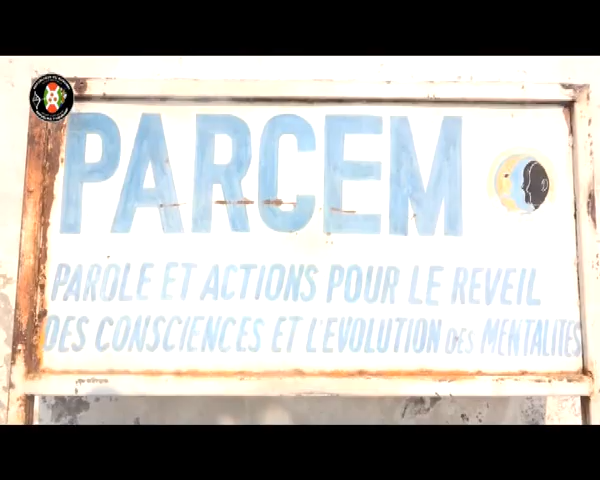 PARCEM
PAROLE ET ACTIONS POUR LE REVEIL
DES CONSCIENCES ET L'EVOLUTION DES MENTALITES